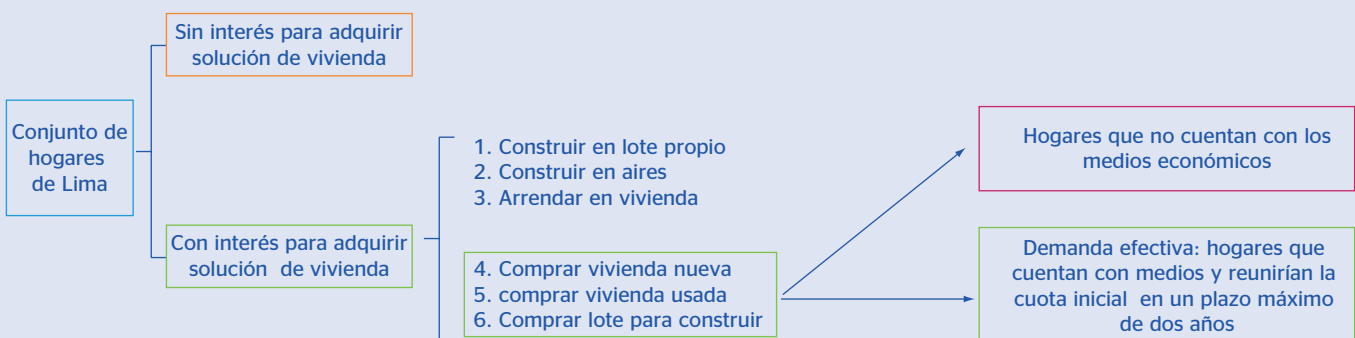 Sin interés para adquirir
solución de vivienda
Conjunto de
hogares
de Lima
Con interés para adquirir
solución de vivienda
1. Construir en lote propio
2. Construir en aires
3. Arrendar en vivienda
4. Comprar vivienda nueva
5. comprar vivienda usada
6. Comprar lote para construir
Hogares que no cuentan con los
medios económicos
Demanda efectiva: hogares que
cuentan con medios y reunirían la
cuota inicial en un plazo máximo
de dos años